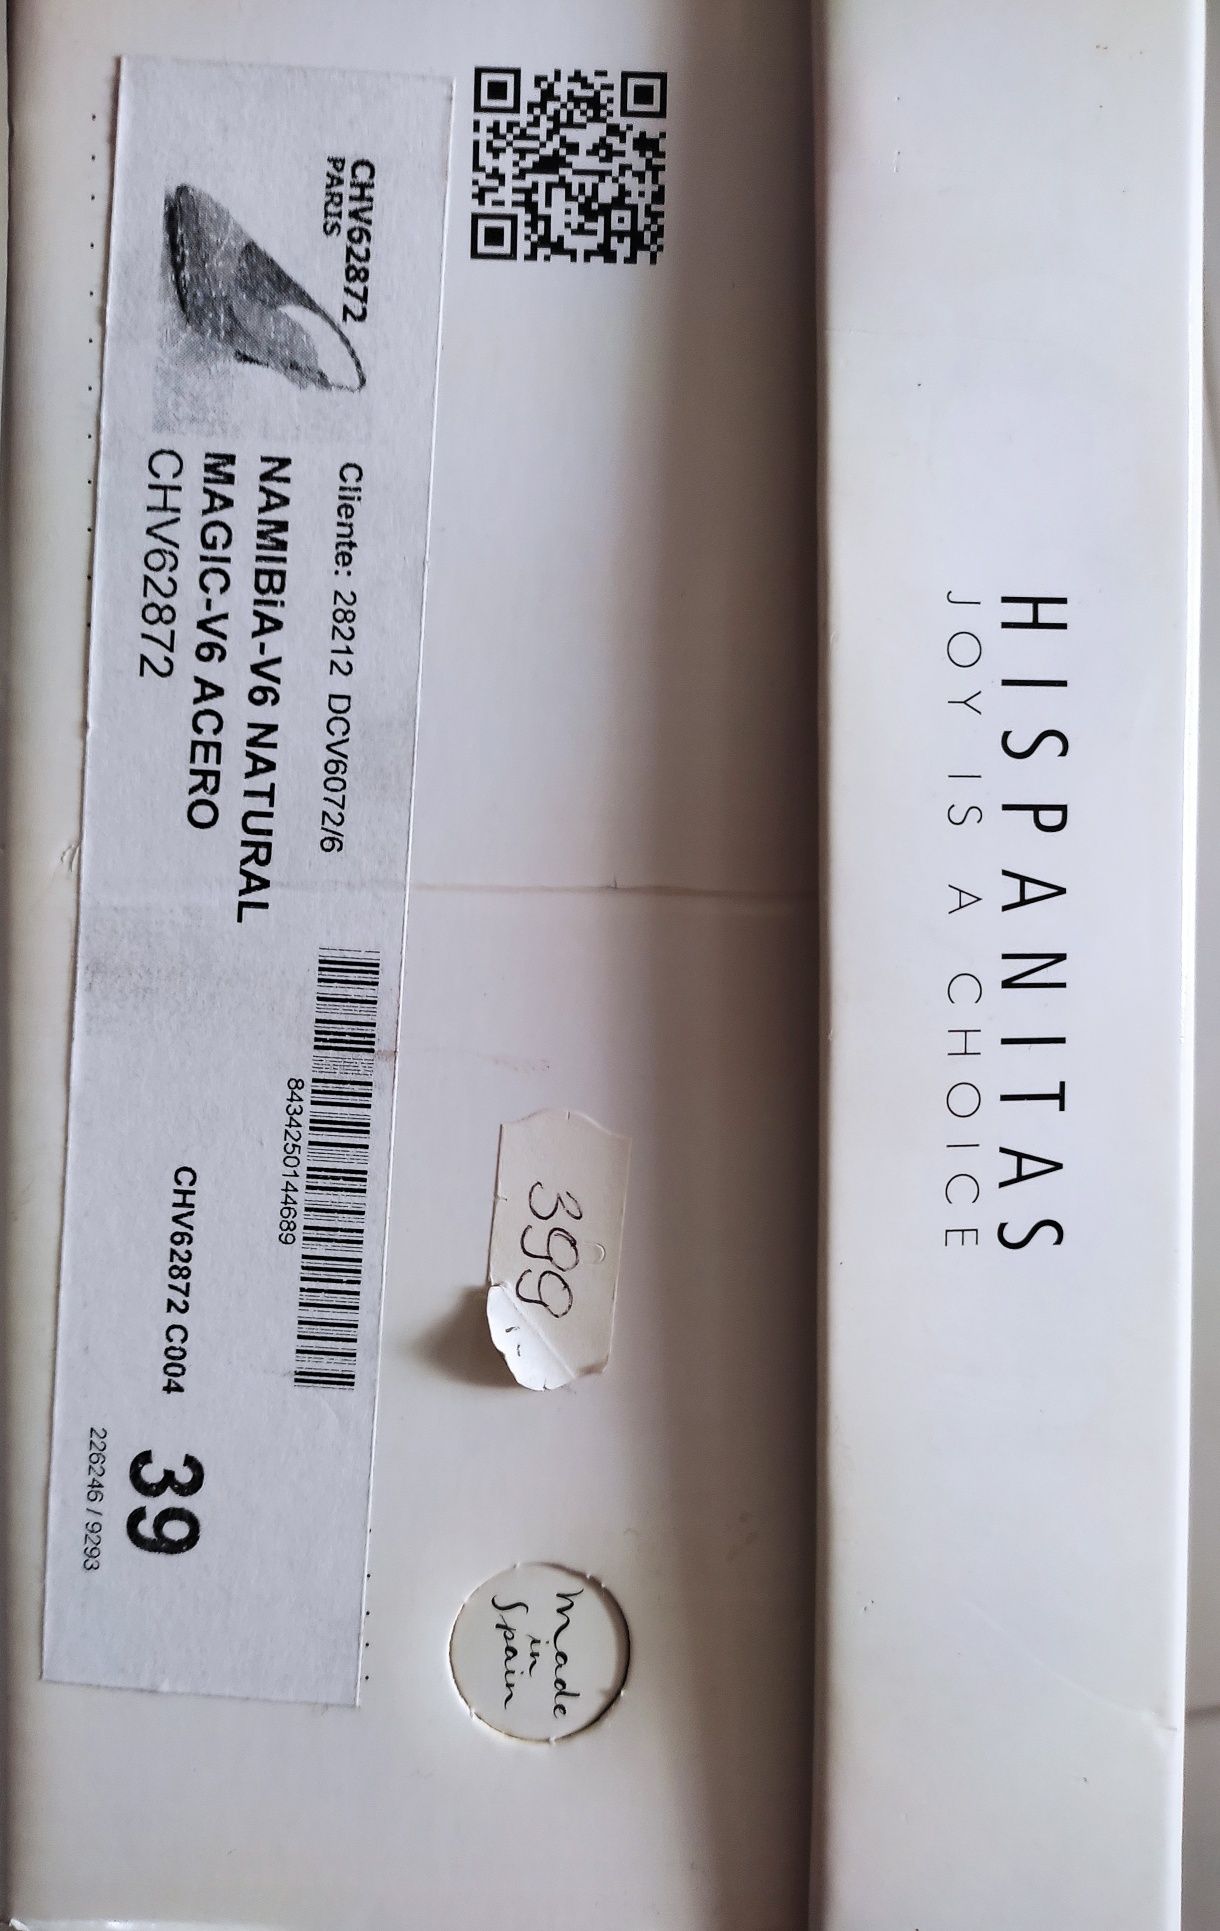 HISPANITAS
JOY IS A CHOICE
CHV62872
PARIS
Cliente: 28212 DCV6072/6
NAMIBiA-V6 NATURAL
MAGIC-V6 ACERO
CHV62872
8434250144689
CHV62872 C004
39
226246 / 9293
399
made
in
Spain